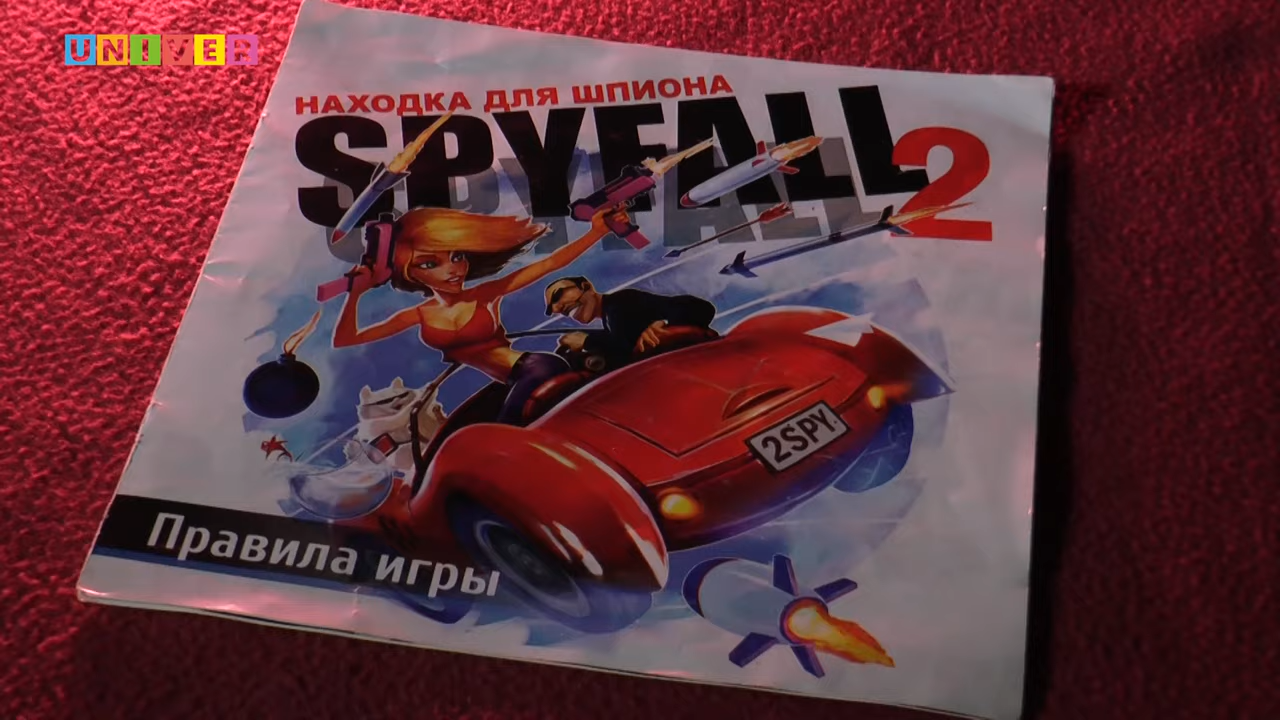 UNIVER
НАХОДКА ДЛЯ ШПИОНА
SPYFALL 2
2SPY
Правила игры